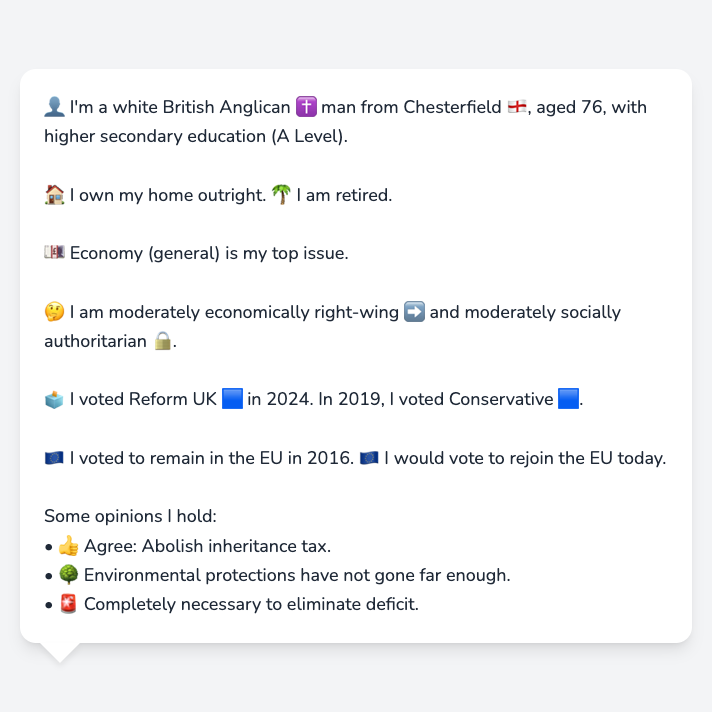 👤 I'm a white British Anglican ✝️ man from Chesterfield 🏴󠁧󠁢󠁥󠁮󠁧󠁿, aged 76, with
higher secondary education (A Level).
🏠 I own my home outright. 🌴 I am retired.
💷 Economy (general) is my top issue.
🤔 I am moderately economically right-wing ➡️ and moderately socially
authoritarian 🔒.
🗳️ I voted Reform UK 🟦 in 2024. In 2019, I voted Conservative 🟦.
🇪🇺 I voted to remain in the EU in 2016. 🇪🇺 I would vote to rejoin the EU today.
Some opinions I hold:
• 👍 Agree: Abolish inheritance tax.
• 🌳 Environmental protections have not gone far enough.
• 🚨 Completely necessary to eliminate deficit.